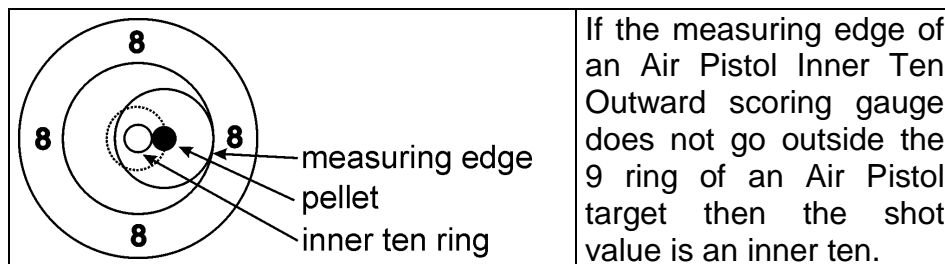 8
8
8
8
measuring edge
pellet
inner ten ring
If the measuring edge of
an Air Pistol Inner Ten
Outward scoring gauge
does not go outside the
9 ring of an Air Pistol
target then the shot
value is an inner ten.